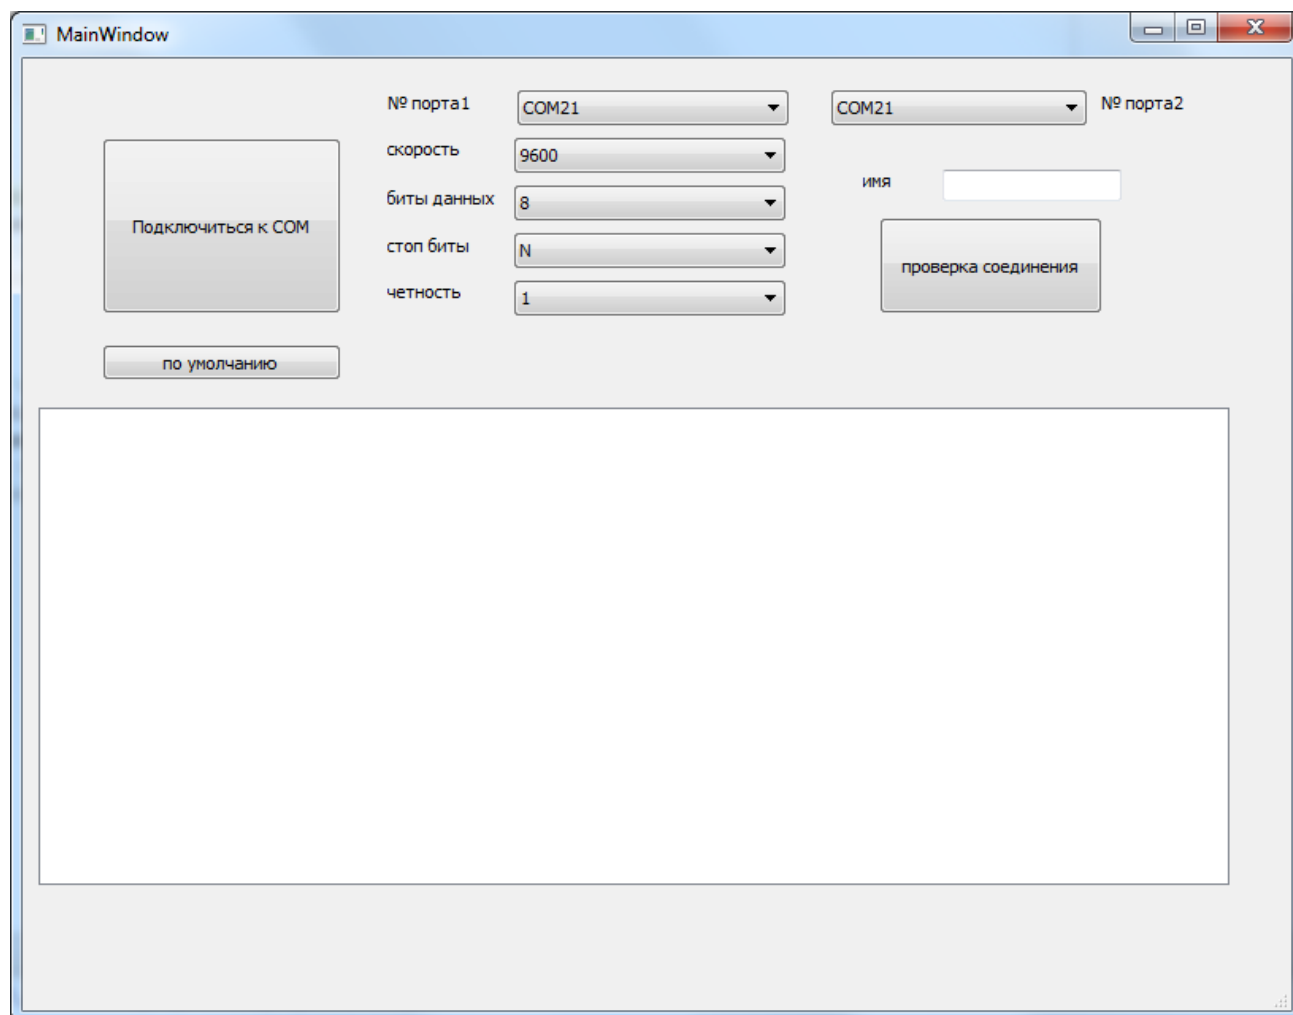 MainWindow
№ порта1
COM21
COM21
№ порта2
скорость
9600
имя
биты данных
8
Подключиться к COM
стоп биты
N
проверка соединения
четность
1
по умолчанию